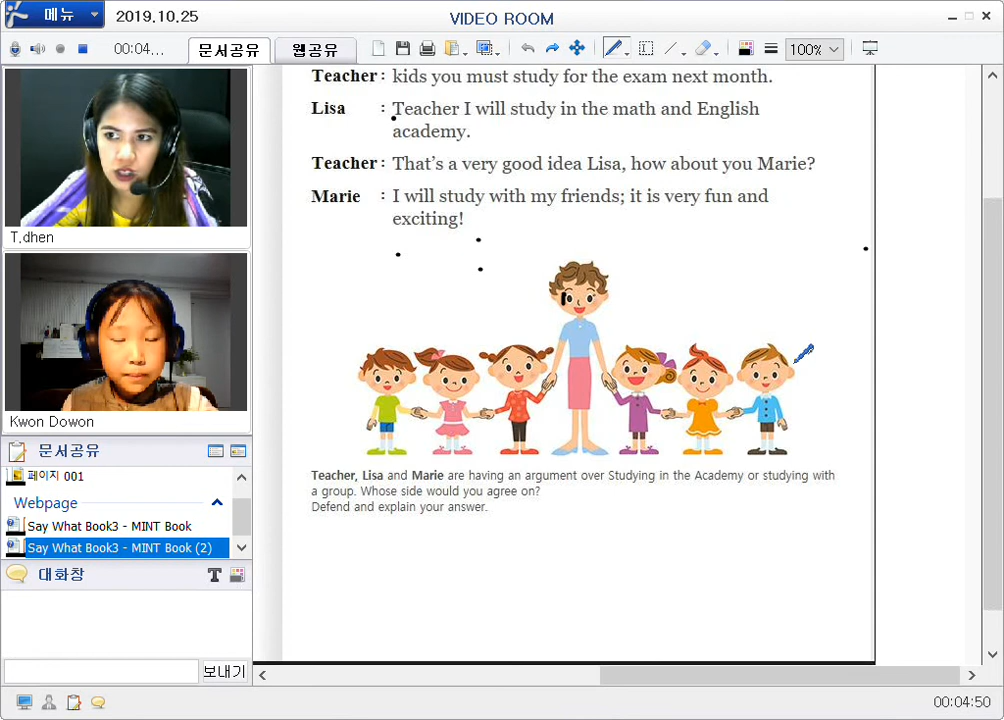 메뉴
2019.10.25
VIDEO ROOM
00:04...
문서공유
웹공유
100%
Teacher : kids you must study for the exam next month.
Lisa : Teacher I will study in the math and English
academy.
Teacher : That's a very good idea Lisa, how about you Marie?
Marie : I will study with my friends; it is very fun and
exciting!
T.dhen
Kwon Dowon
문서공유
페이지 001
Webpage
Say What Book3 - MINT Book
Say What Book3 - MINT Book (2)
대화창
T
보내기
Teacher, Lisa and Marie are having an argument over Studying in the Academy or studying with
a group. Whose side would you agree on?
Defend and explain your answer.
00:04:50